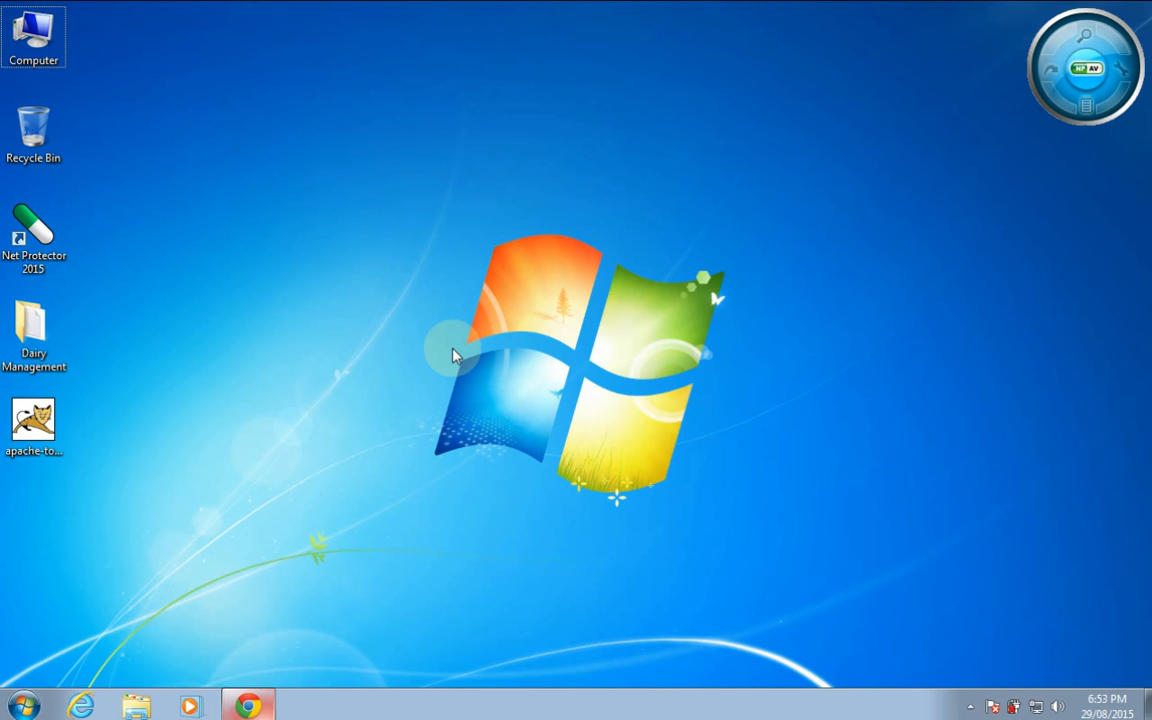 Computer
Recycle Bin
Net Protector
2015
Dairy
Management
apache-to...
NP AV
6:53 PM
29/08/2015